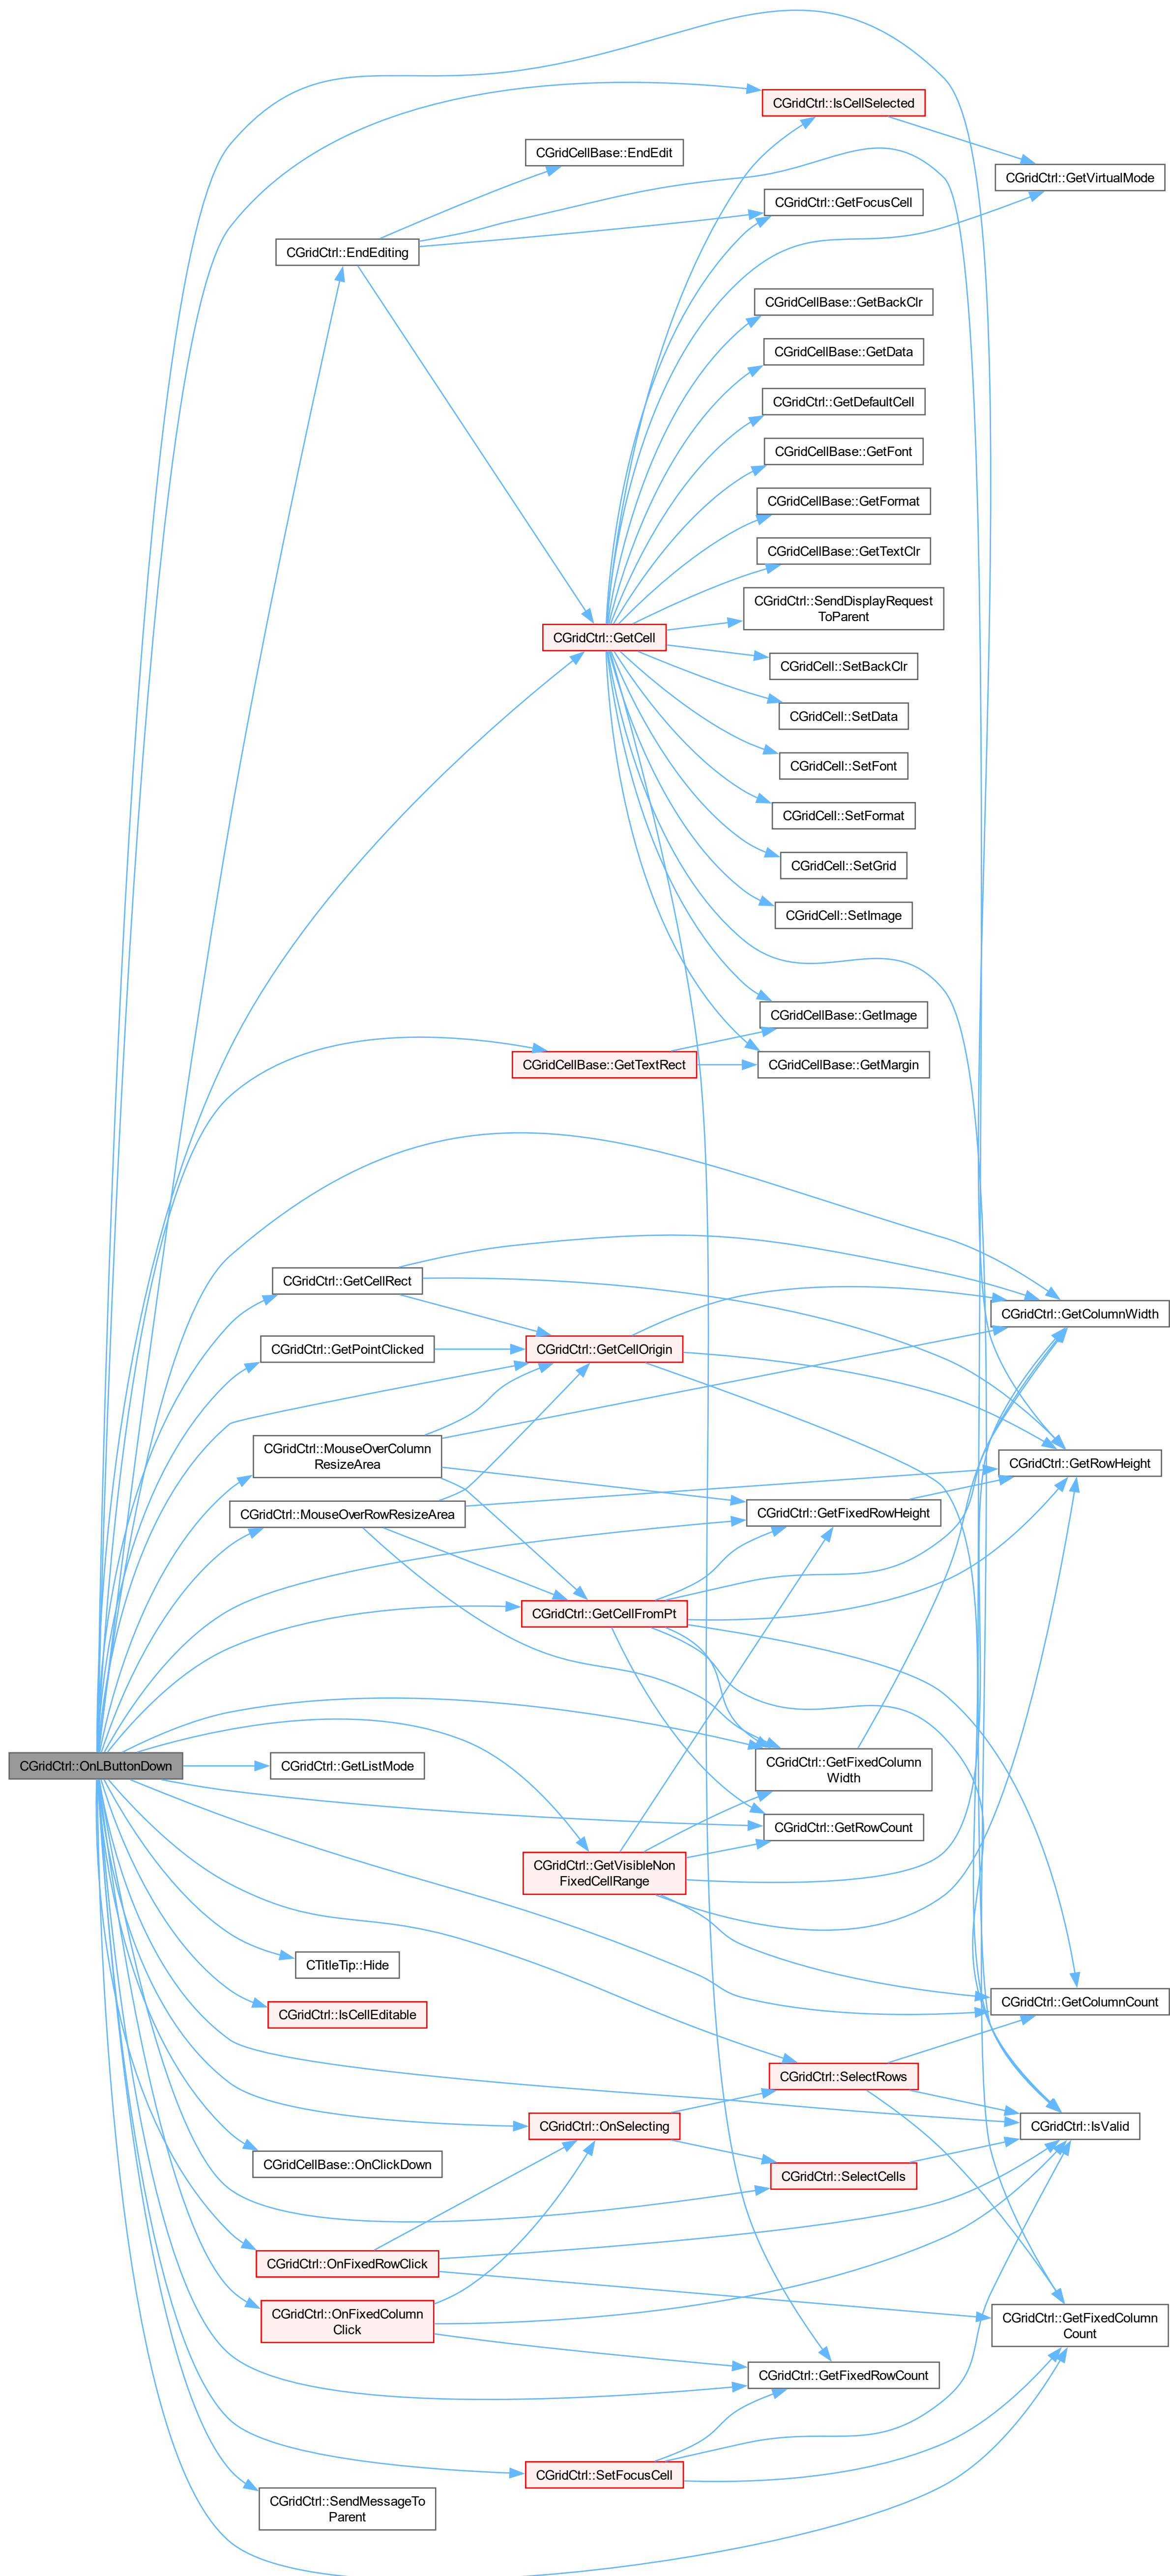 CGridCtrl::IsCellSelected
CGridCellBase::EndEdit
CGridCtrl::GetVirtualMode
CGridCtrl::GetFocusCell
CGridCtrl::EndEditing
CGridCellBase::GetBackClr
CGridCellBase::GetData
CGridCtrl::GetDefaultCell
CGridCellBase::GetFont
CGridCellBase::GetFormat
CGridCellBase::GetTextClr
CGridCtrl::SendDisplayRequest
ToParent
CGridCtrl::GetCell
CGridCell::SetBackClr
CGridCell::SetData
CGridCell::SetFont
CGridCell::SetFormat
CGridCell::SetGrid
CGridCell::SetImage
CGridCellBase::GetImage
CGridCellBase::GetTextRect
CGridCellBase::GetMargin
CGridCtrl::GetCellRect
CGridCtrl::GetColumnWidth
CGridCtrl::GetPointClicked
CGridCtrl::GetCellOrigin
CGridCtrl::MouseOverColumn
ResizeArea
CGridCtrl::GetRowHeight
CGridCtrl::MouseOverRowResizeArea
CGridCtrl::GetFixedRowHeight
CGridCtrl::GetCellFromPt
CGridCtrl::OnLButtonDown
CGridCtrl::GetListMode
CGridCtrl::GetFixedColumn
Width
CGridCtrl::GetRowCount
CGridCtrl::GetVisibleNon
FixedCellRange
CTitleTip::Hide
CGridCtrl::GetColumnCount
CGridCtrl::IsCellEditable
CGridCtrl::SelectRows
CGridCtrl::OnSelecting
CGridCtrl::IsValid
CGridCellBase::OnClickDown
CGridCtrl::SelectCells
CGridCtrl::OnFixedRowClick
CGridCtrl::OnFixedColumn
Click
CGridCtrl::GetFixedColumn
Count
CGridCtrl::GetFixedRowCount
CGridCtrl::SetFocusCell
CGridCtrl::SendMessageTo
Parent